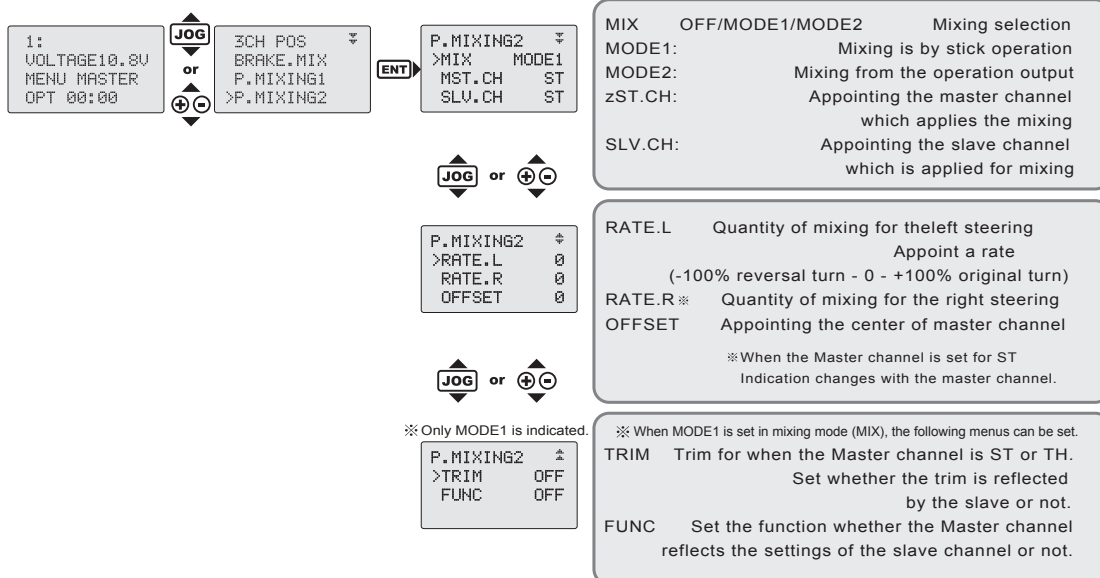 1:
VOLTAGE10.8V
MENU MASTER
OPT 00:00
JOG
or
3CH POS
BRAKE.MIX
P.MIXING1
>P.MIXING2
ENT
P.MIXING2
>MIX MODE1
MST.CH ST
SLV.CH ST
MIX OFF/MODE1/MODE2 Mixing selection
MODE1: Mixing is by stick operation
MODE2: Mixing from the operation output
zST.CH: Appointing the master channel
which applies the mixing
SLV.CH: Appointing the slave channel
which is applied for mixing
JOG or
P.MIXING2
>RATE.L 0
RATE.R 0
OFFSET 0
RATE.L Quantity of mixing for theleft steering
Appoint a rate
(-100% reversal turn - 0 - +100% original turn)
RATE.R※ Quantity of mixing for the right steering
OFFSET Appointing the center of master channel
※When the Master channel is set for ST
Indication changes with the master channel.
JOG or
※Only MODE1 is indicated.
P.MIXING2
>TRIM OFF
FUNC OFF
※When MODE1 is set in mixing mode (MIX), the following menus can be set.
TRIM Trim for when the Master channel is ST or TH.
Set whether the trim is reflected
by the slave or not.
FUNC Set the function whether the Master channel
reflects the settings of the slave channel or not.